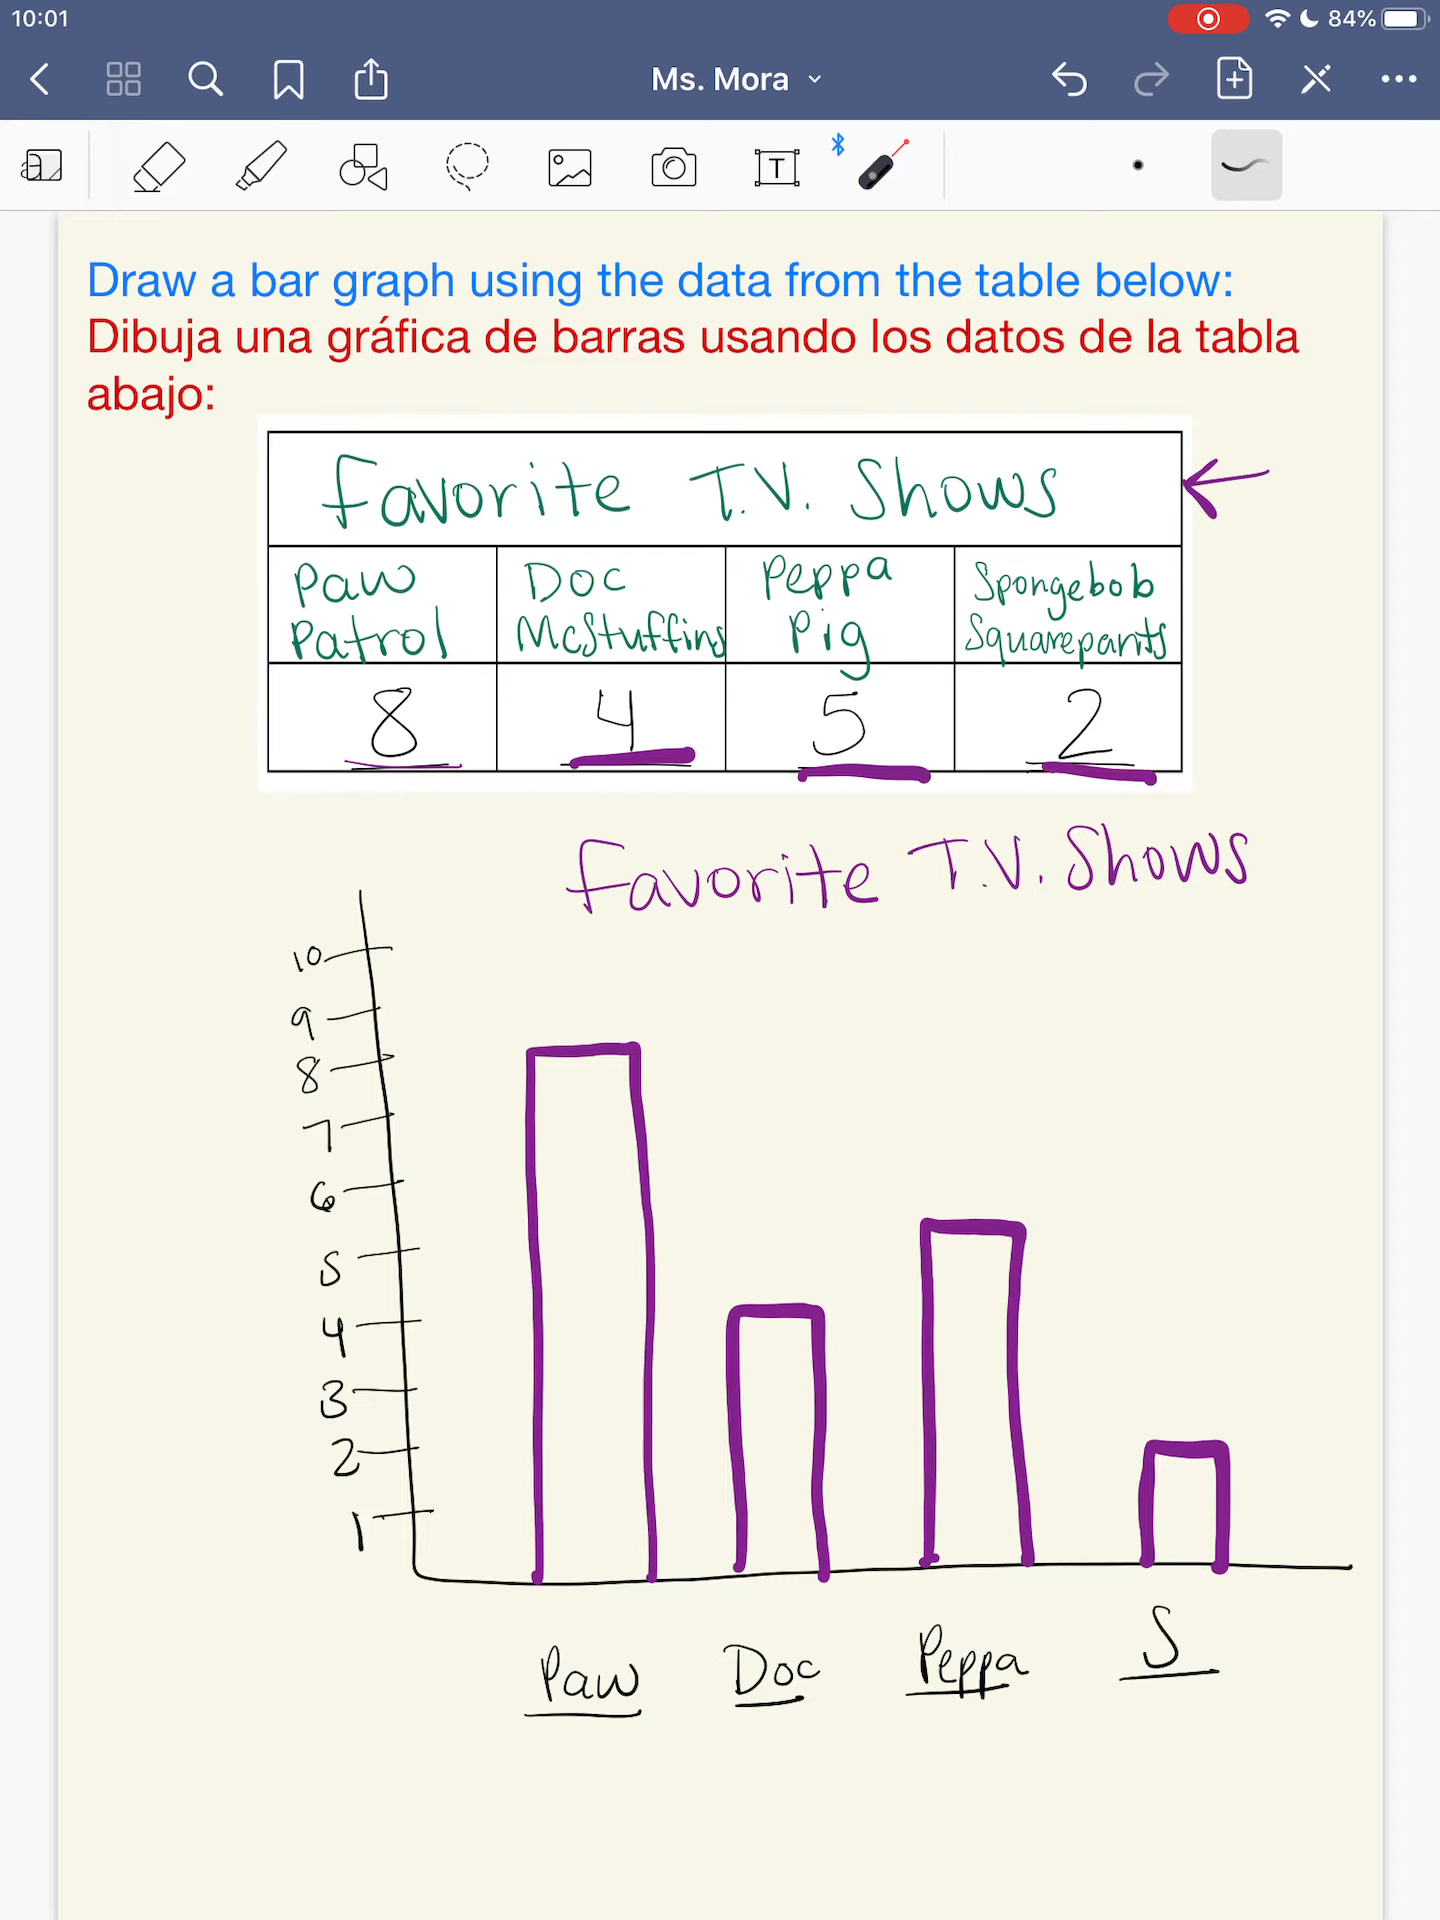 10:01
84%
Ms. Mora
a
T
Draw a bar graph using the data from the table below:
Dibuja una gráfica de barras usando los datos de la tabla
abajo:
Favorite T.V. Shows
Paw Patrol
Doc McStuffins
Peppa Pig
Spongebob Squarepants
8 4 5 2
Favorite T.V. Shows
10
9
8
7
6
5
4
3
2
1
Paw Doc Peppa S